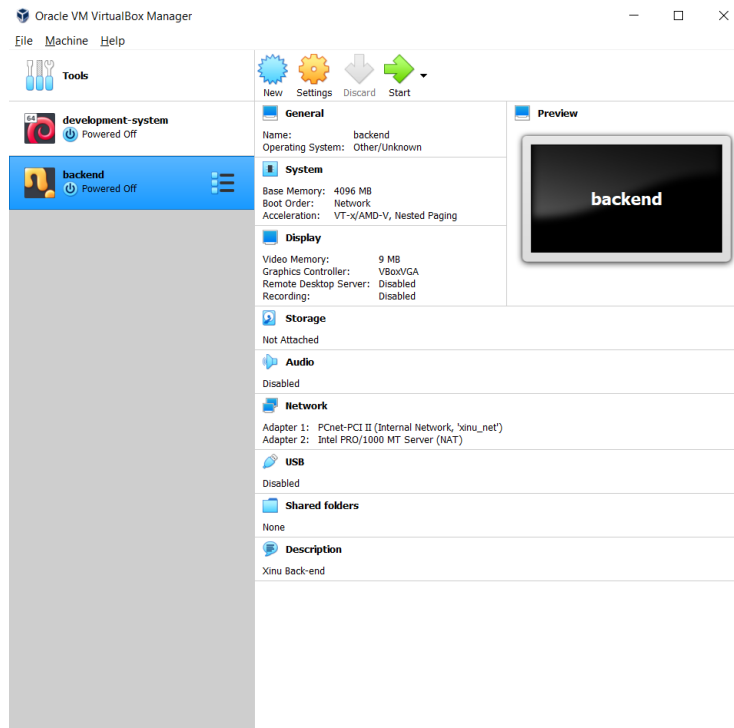 Oracle VM VirtualBox Manager
File Machine Help
Tools
New Settings Discard Start
64
development-system
Powered Off
backend
Powered Off
General
Name: backend
Operating System: Other/Unknown
System
Base Memory: 4096 MB
Boot Order: Network
Acceleration: VT-x/AMD-V, Nested Paging
Display
Video Memory: 9 MB
Graphics Controller: VBoxVGA
Remote Desktop Server: Disabled
Recording: Disabled
Preview
backend
Storage
Not Attached
Audio
Disabled
Network
Adapter 1: PCnet-PCI II (Internal Network, 'xinu_net')
Adapter 2: Intel PRO/1000 MT Server (NAT)
USB
Disabled
Shared folders
None
Description
Xinu Back-end